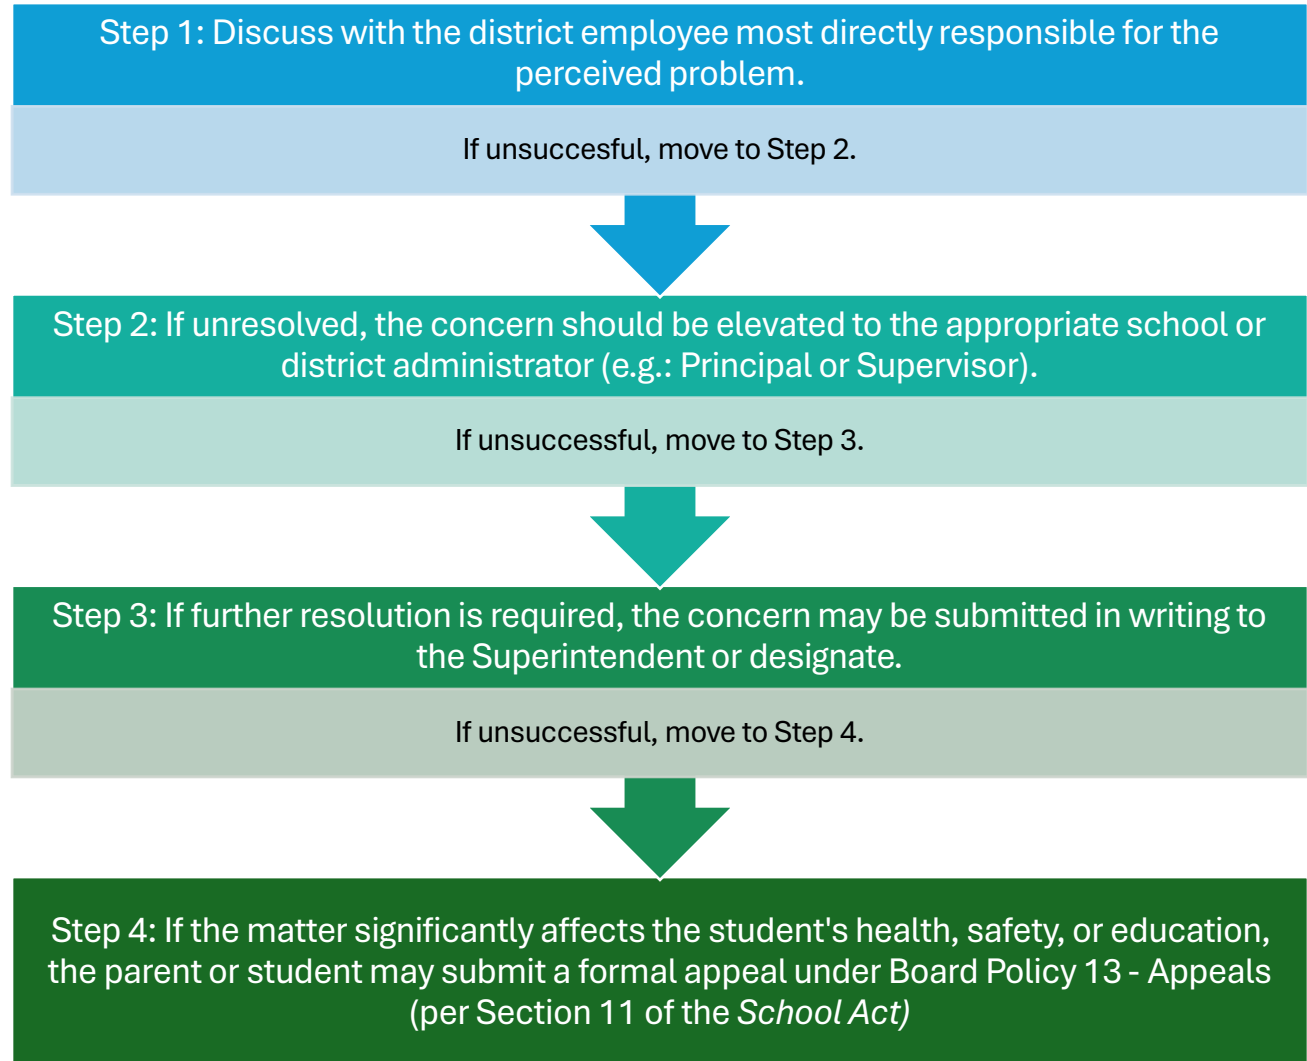 Step 1: Discuss with the district employee most directly responsible for the
perceived problem.
If unsuccesful, move to Step 2.
Step 2: If unresolved, the concern should be elevated to the appropriate school or
district administrator (e.g.: Principal or Supervisor).
If unsuccessful, move to Step 3.
Step 3: If further resolution is required, the concern may be submitted in writing to
the Superintendent or designate.
If unsuccessful, move to Step 4.
Step 4: If the matter significantly affects the student's health, safety, or education,
the parent or student may submit a formal appeal under Board Policy 13 - Appeals
(per Section 11 of the School Act)